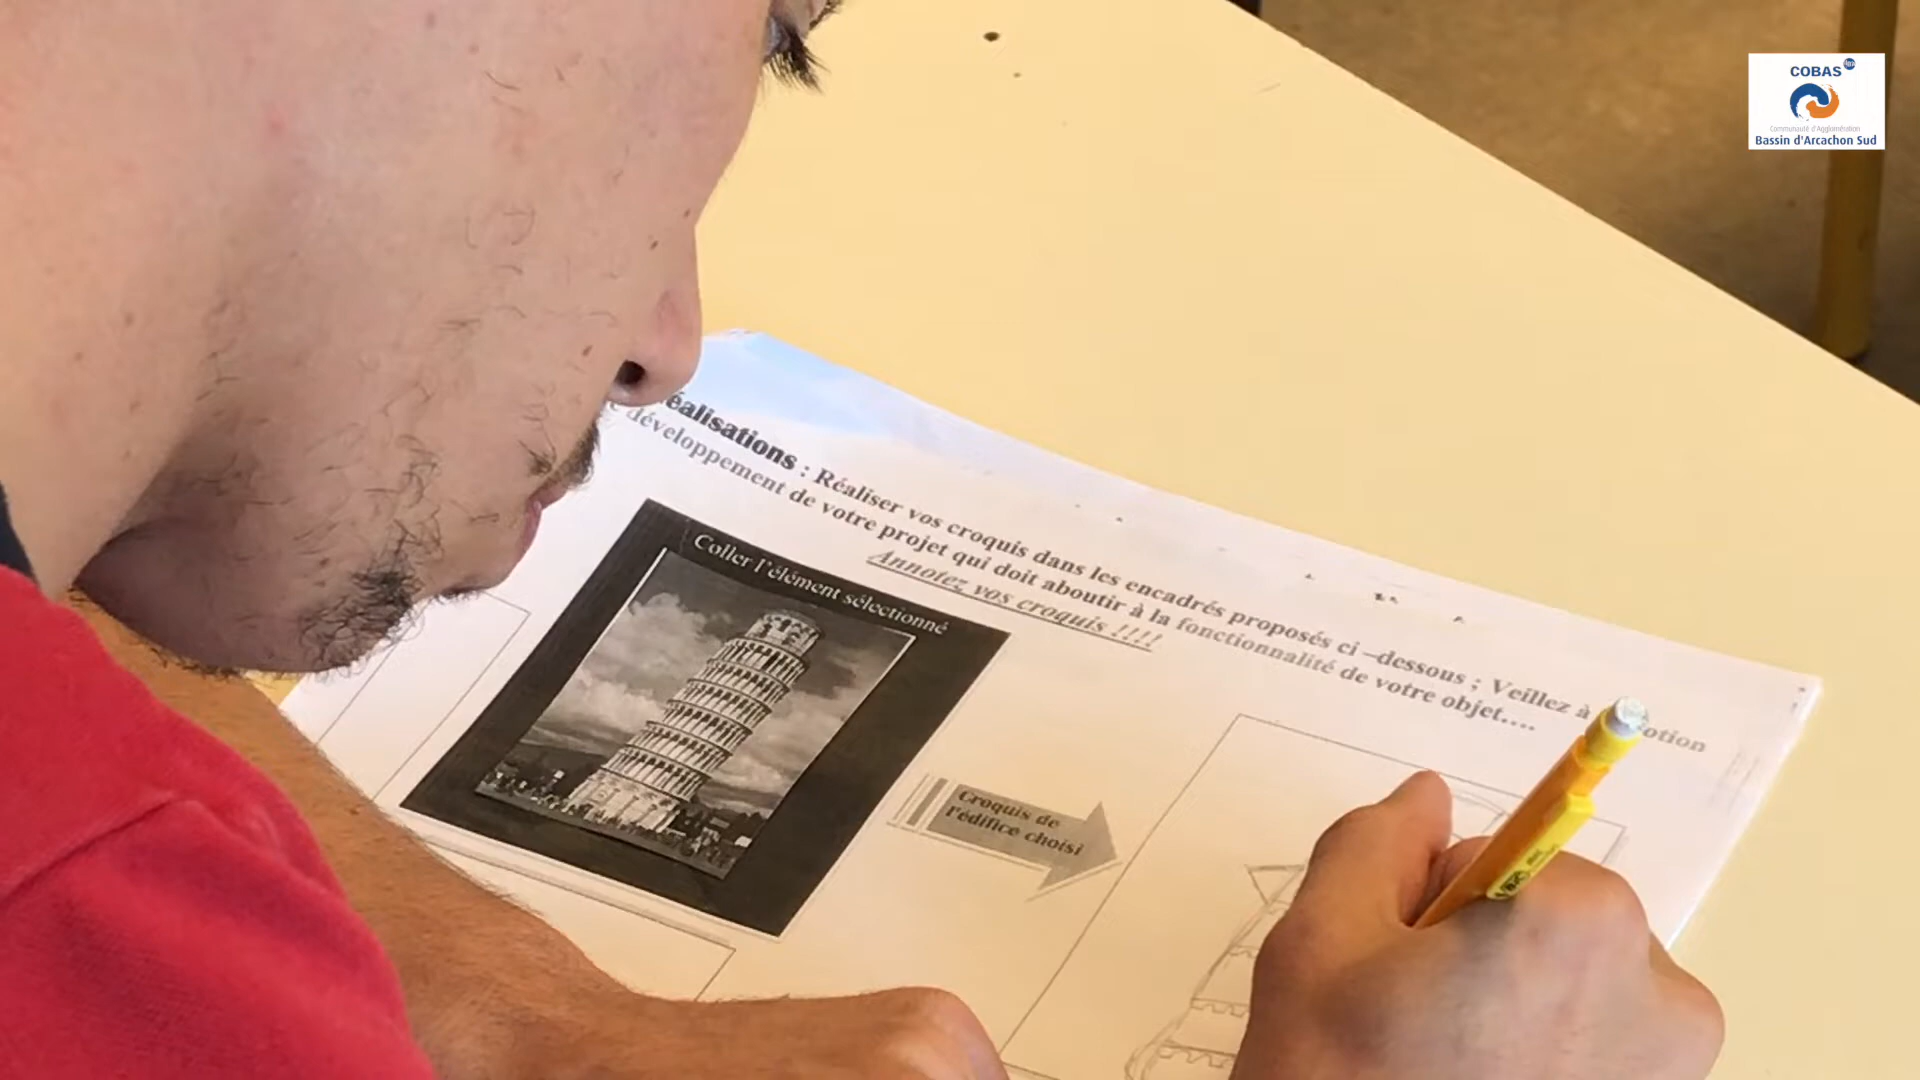 COBAS
Communauté d'Agglomération
Bassin d'Arcachon Sud
éalisations : Réaliser vos croquis dans les encadrés proposés ci –dessous ; Veillez à otion
développement de votre projet qui doit aboutir à la fonctionnalité de votre objet....
Annotez vos croquis !!!!
Coller l'élément sélectionné
Croquis de
l'édifice choisi
BIC